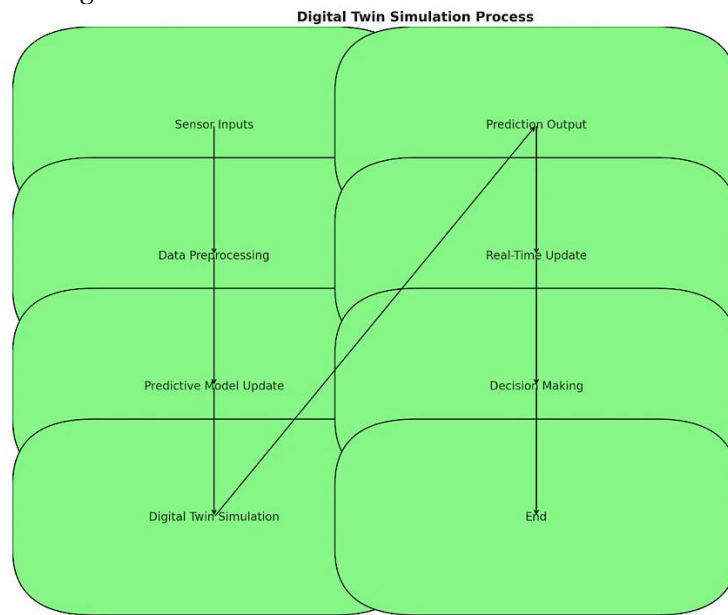 Digital Twin Simulation Process
Sensor Inputs
Data Preprocessing
Predictive Model Update
Digital Twin Simulation
Prediction Output
Real-Time Update
Decision Making
End